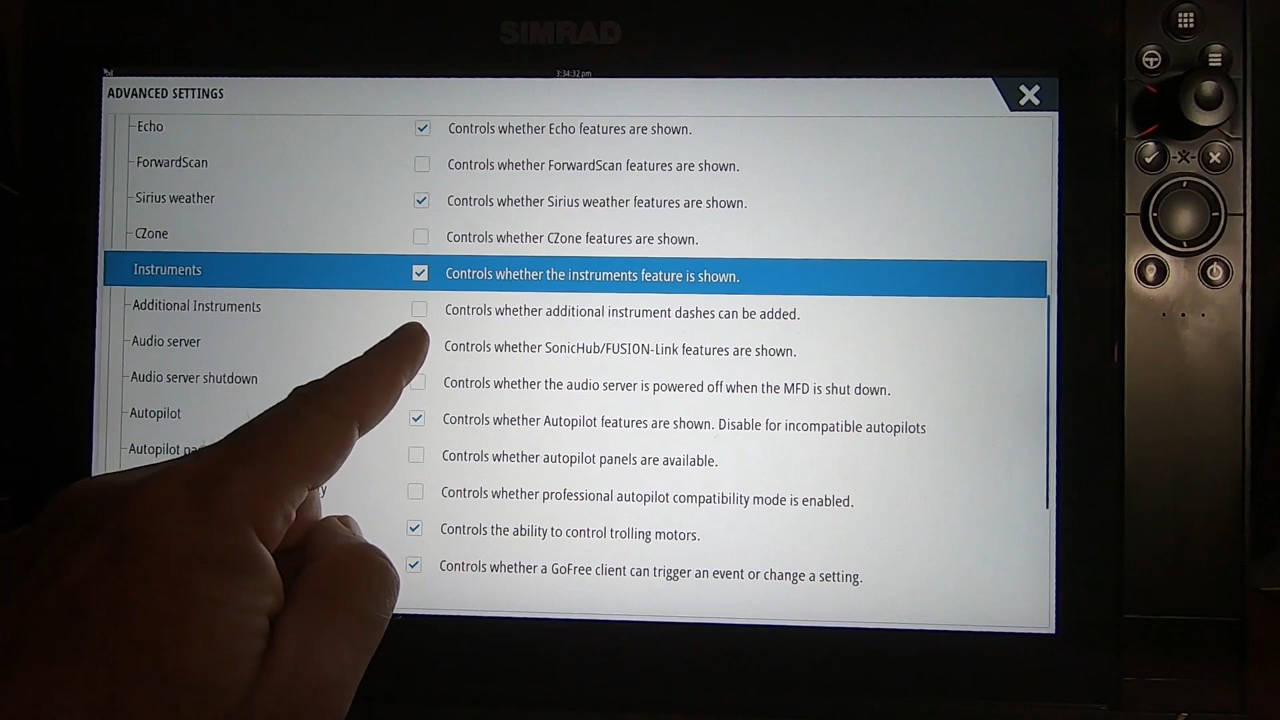 SIMRAD
3:34:32 pm
ADVANCED SETTINGS
Echo Controls whether Echo features are shown.
ForwardScan Controls whether ForwardScan features are shown.
Sirius weather Controls whether Sirius weather features are shown.
CZone Controls whether CZone features are shown.
Instruments Controls whether the instruments feature is shown.
Additional Instruments Controls whether additional instrument dashes can be added.
Audio server Controls whether SonicHub/FUSION-Link features are shown.
Audio server shutdown Controls whether the audio server is powered off when the MFD is shut down.
Autopilot Controls whether Autopilot features are shown. Disable for incompatible autopilots
Autopilot Controls whether autopilot panels are available.
Controls whether professional autopilot compatibility mode is enabled.
Controls the ability to control trolling motors.
Controls whether a GoFree client can trigger an event or change a setting.